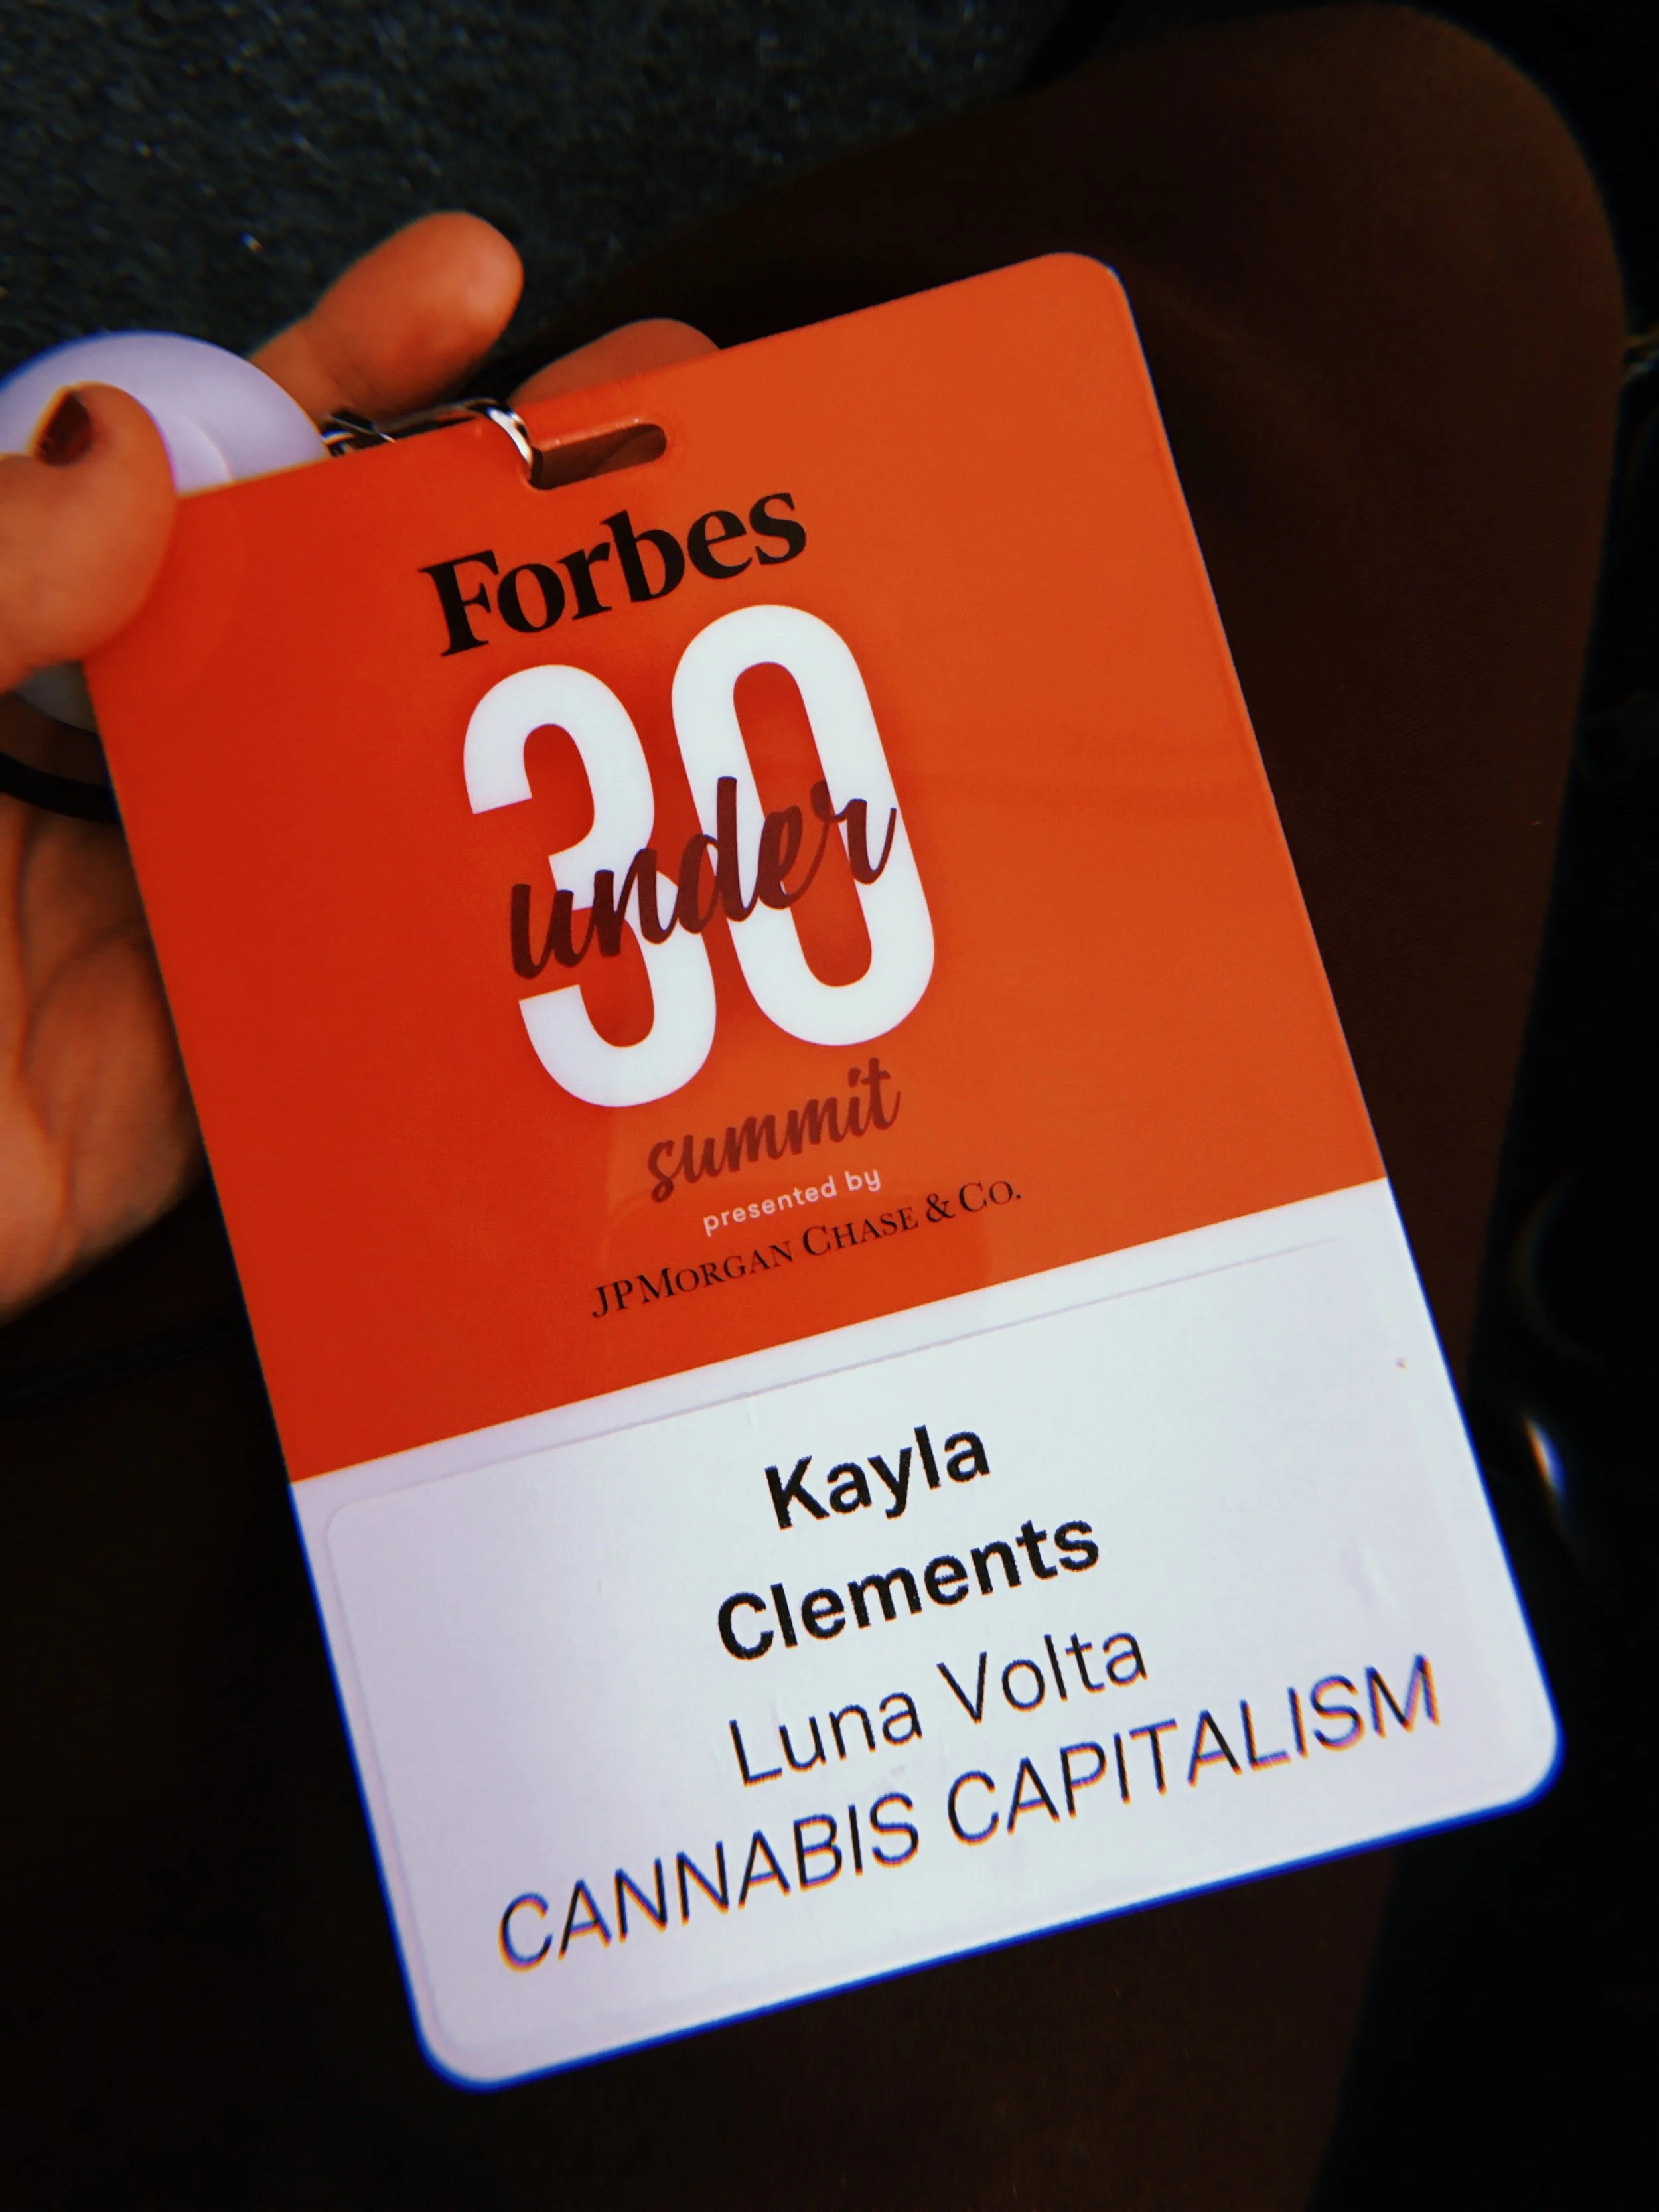 Forbes
30
under
summit
presented by
JPMORGAN CHASE & CO.
Kayla
Clements
Luna Volta
CANNABIS CAPITALISM